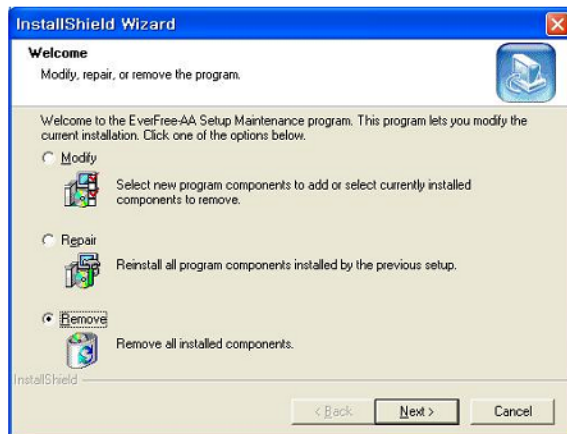 InstallShield Wizard
Welcome
Modify, repair, or remove the program.
Welcome to the EverFree-AA Setup Maintenance program. This program lets you modify the
current installation. Click one of the options below.
Modify
Select new program components to add or select currently installed
components to remove.
Repair
Reinstall all program components installed by the previous setup.
Remove
Remove all installed components.
InstallShield
< Back
Next >
Cancel